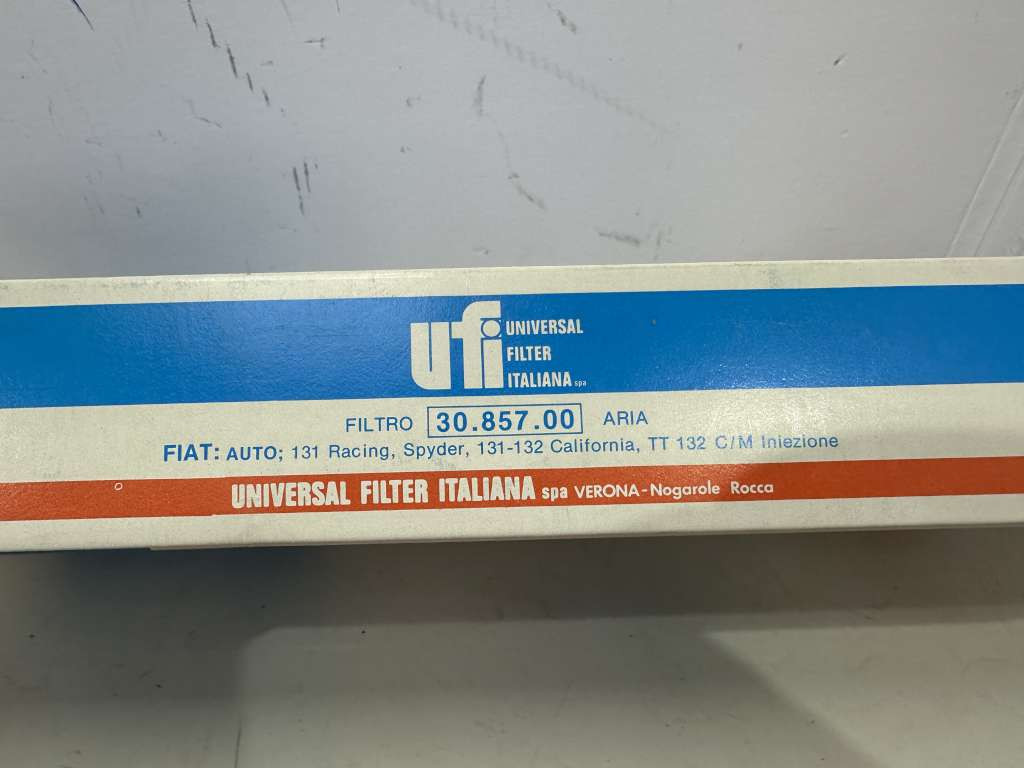 ufi UNIVERSAL
FILTER
ITALIANA spa
FILTRO 30.857.00 ARIA
FIAT: AUTO; 131 Racing, Spyder, 131-132 California, TT 132 C/M Iniezione
UNIVERSAL FILTER ITALIANA spa VERONA-Nogarole Rocca